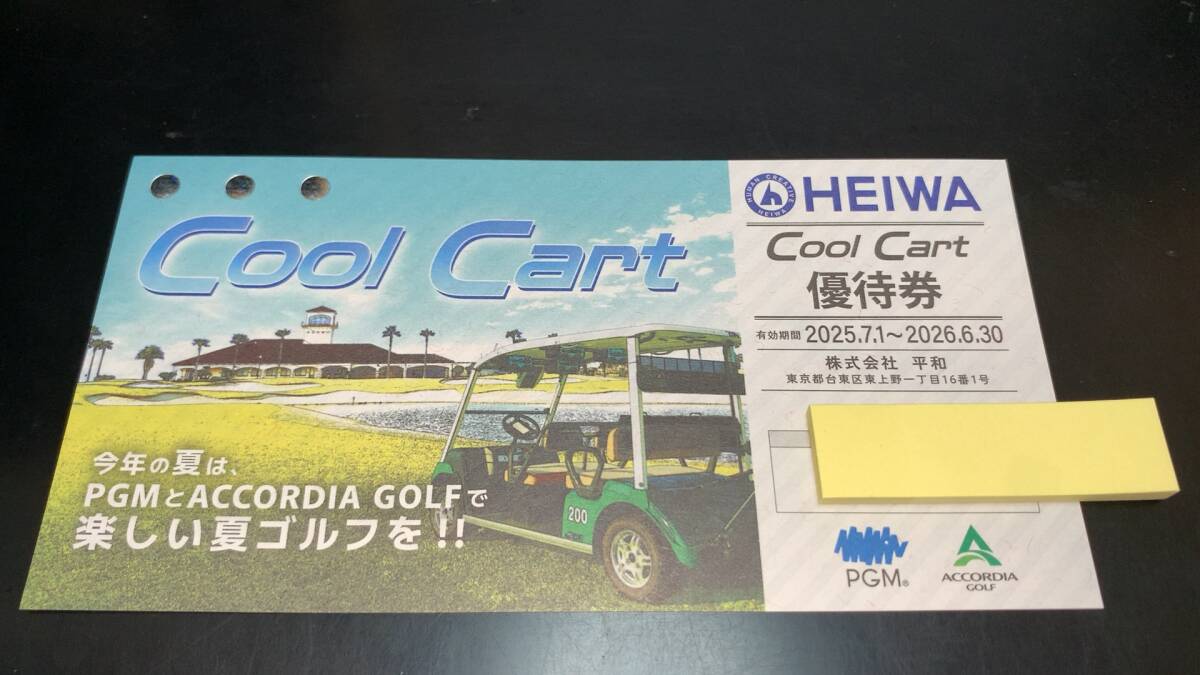 Cool Cart
今年の夏は、
PGMとACCORDIA GOLFで
楽しい夏ゴルフを!!
200
HUMAN CREATIVE
HEIWA
HEIWA
Cool Cart
優待券
有効期間 2025.7.1～2026.6.30
株式会社 平和
東京都台東区東上野一丁目16番1号
PGM®
ACCORDIA
GOLF